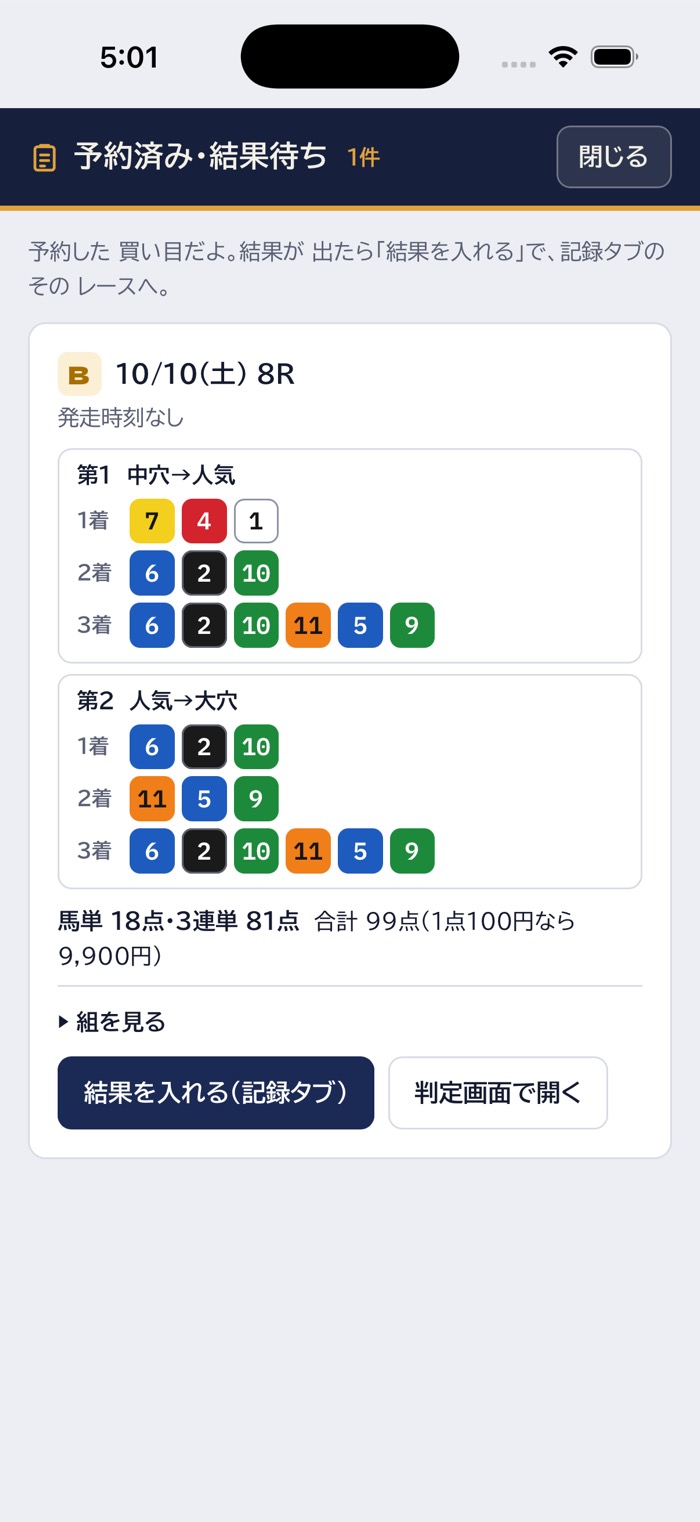 5:01
予約済み・結果待ち 1件 閉じる
予約した 買い目だよ。結果が 出たら「結果を入れる」で、記録タブの
その レースへ。
B 10/10(土) 8R
発走時刻なし
第1 中穴→人気
1着 7 4 1
2着 6 2 10
3着 6 2 10 11 5 9
第2 人気→大穴
1着 6 2 10
2着 11 5 9
3着 6 2 10 11 5 9
馬単 18点・3連単 81点 合計 99点(1点100円なら
9,900円)
▶ 組を見る
結果を入れる(記録タブ) 判定画面で開く